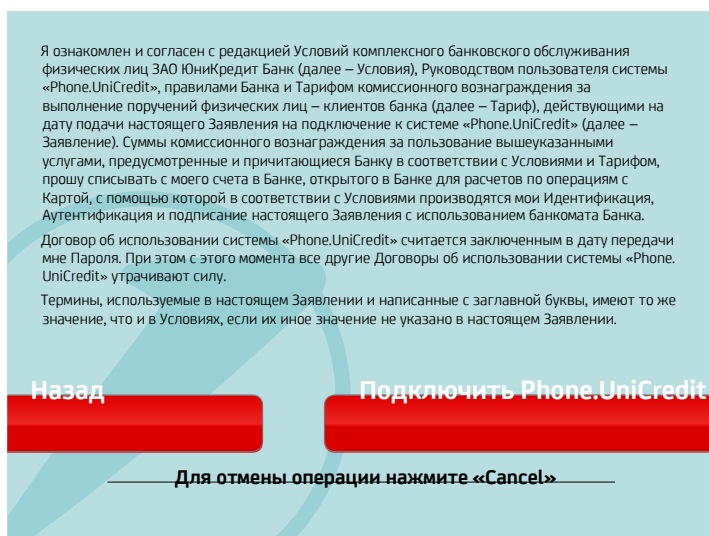 Я ознакомлен и согласен с редакцией Условий комплексного банковского обслуживания
физических лиц ЗАО ЮниКредит Банк (далее – Условия), Руководством пользователя системы
«Phone.UniCredit», правилами Банка и Тарифом комиссионного вознаграждения за
выполнение поручений физических лиц – клиентов банка (далее – Тариф), действующими на
дату подачи настоящего Заявления на подключение к системе «Phone.UniCredit» (далее –
Заявление). Суммы комиссионного вознаграждения за пользование вышеуказанными
услугами, предусмотренные и причитающиеся Банку в соответствии с Условиями и Тарифом,
прошу списывать с моего счета в Банке, открытого в Банке для расчетов по операциям с
Картой, с помощью которой в соответствии с Условиями производятся мои Идентификация,
Аутентификация и подписание настоящего Заявления с использованием банкомата Банка.
Договор об использовании системы «Phone.UniCredit» считается заключенным в дату передачи
мне Пароля. При этом с этого момента все другие Договоры об использовании системы «Phone.
UniCredit» утрачивают силу.
Термины, используемые в настоящем Заявлении и написанные с заглавной буквы, имеют то же
значение, что и в Условиях, если их иное значение не указано в настоящем Заявлении.
Назад
Подключить Phone.UniCredit
Для отмены операции нажмите «Cancel»